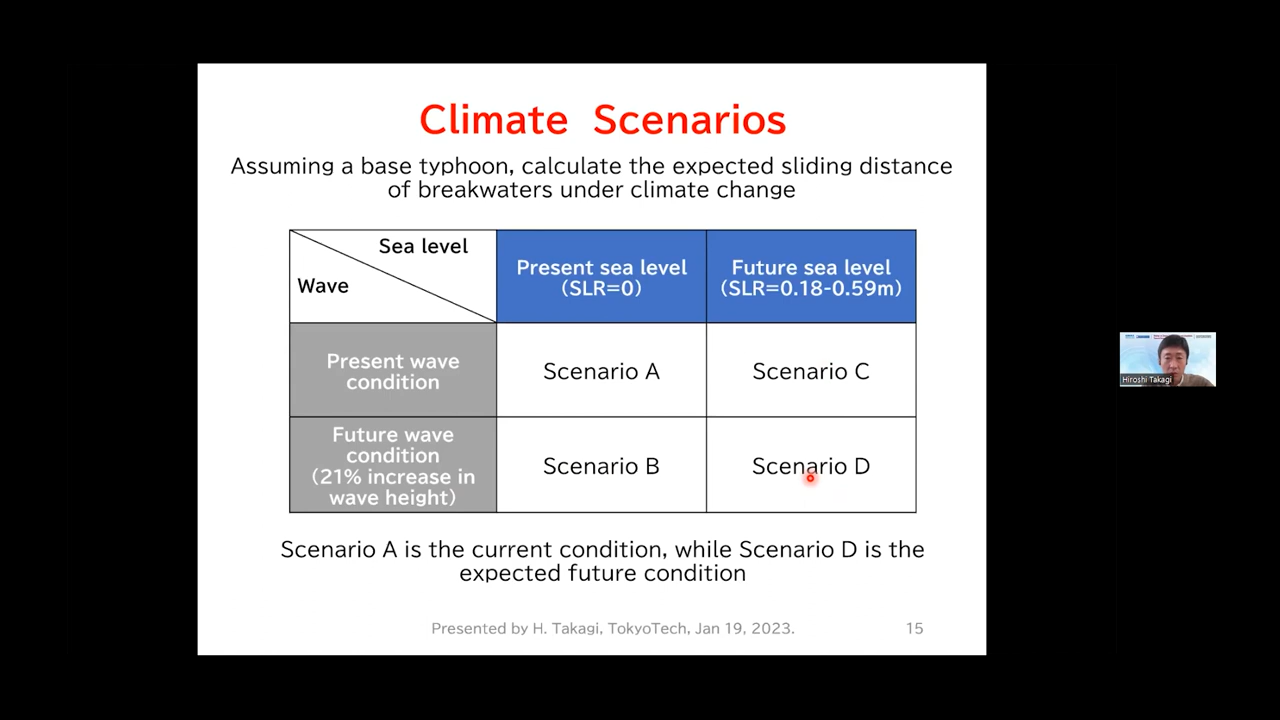 Climate Scenarios
Assuming a base typhoon, calculate the expected sliding distance
of breakwaters under climate change
Sea level
Wave
Present sea level
(SLR=0)
Future sea level
(SLR=0.18-0.59m)
Present wave
condition
Scenario A
Scenario C
Future wave
condition
(21% increase in
wave height)
Scenario B
Scenario D
Scenario A is the current condition, while Scenario D is the
expected future condition
Presented by H. Takagi, TokyoTech, Jan 19, 2023.
15
Hiroshi Takagi